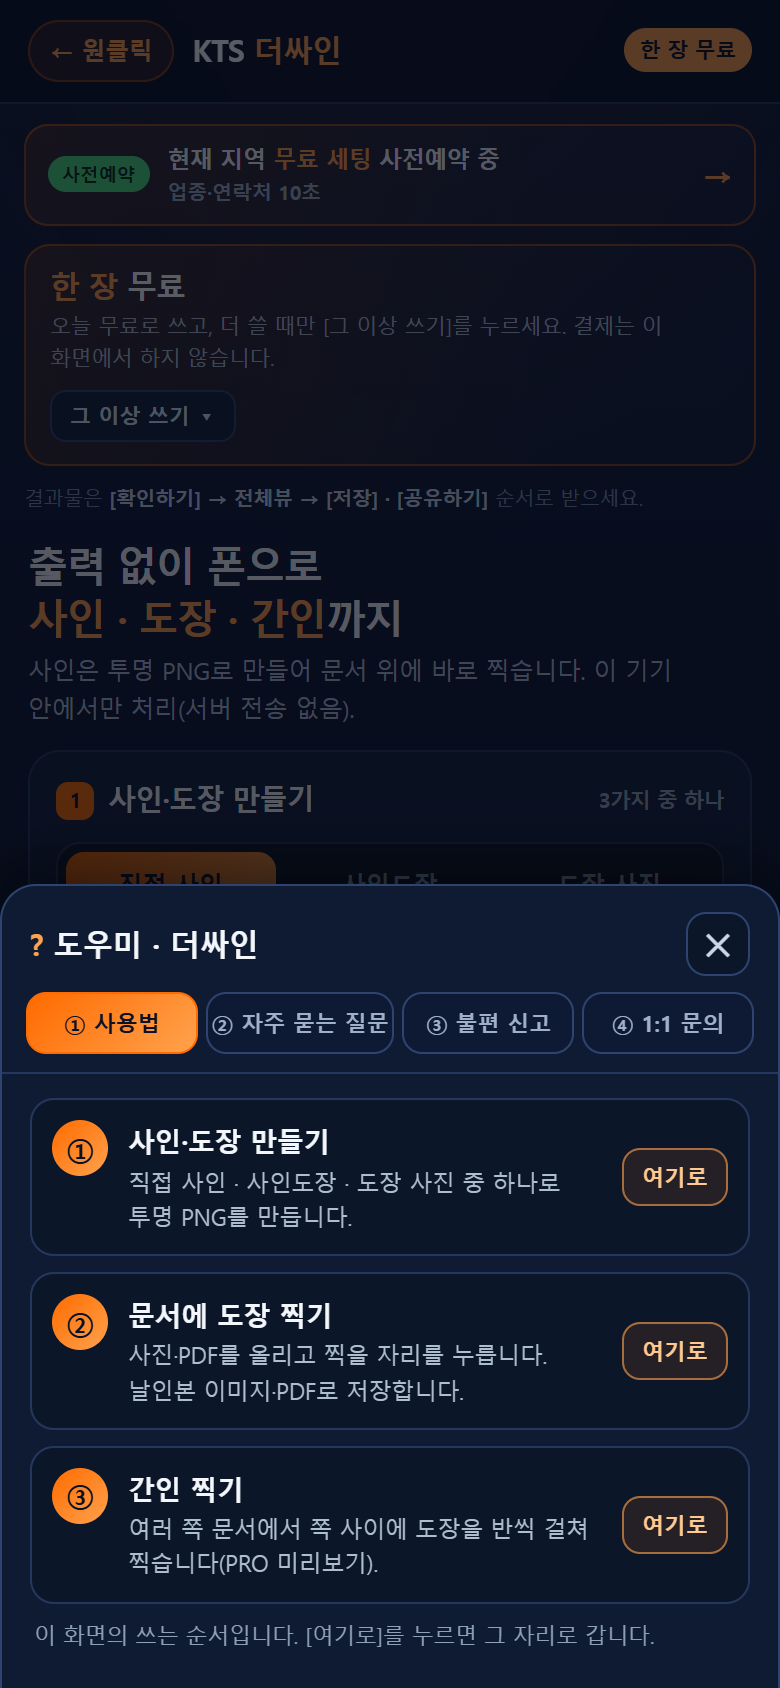 ← 원클릭
KTS 더싸인
한 장 무료
사전예약
현재 지역 무료 세팅 사전예약 중
업종·연락처 10초
→
한 장 무료
오늘 무료로 쓰고, 더 쓸 때만 [그 이상 쓰기]를 누르세요. 결제는 이
화면에서 하지 않습니다.
그 이상 쓰기 ▼
결과물은 [확인하기] → 전체뷰 → [저장] · [공유하기] 순서로 받으세요.
출력 없이 폰으로
사인 · 도장 · 간인까지
사인은 투명 PNG로 만들어 문서 위에 바로 찍습니다. 이 기기
안에서만 처리(서버 전송 없음).
1 사인·도장 만들기
3가지 중 하나
직접 사인
사인도장
도장 사진
? 도우미 · 더싸인
① 사용법
② 자주 묻는 질문
③ 불편 신고
④ 1:1 문의
① 사인·도장 만들기
직접 사인 · 사인도장 · 도장 사진 중 하나로
투명 PNG를 만듭니다.
여기로
② 문서에 도장 찍기
사진·PDF를 올리고 찍을 자리를 누릅니다.
날인본 이미지·PDF로 저장합니다.
여기로
③ 간인 찍기
여러 쪽 문서에서 쪽 사이에 도장을 반씩 걸쳐
찍습니다(PRO 미리보기).
여기로
이 화면의 쓰는 순서입니다. [여기로]를 누르면 그 자리로 갑니다.